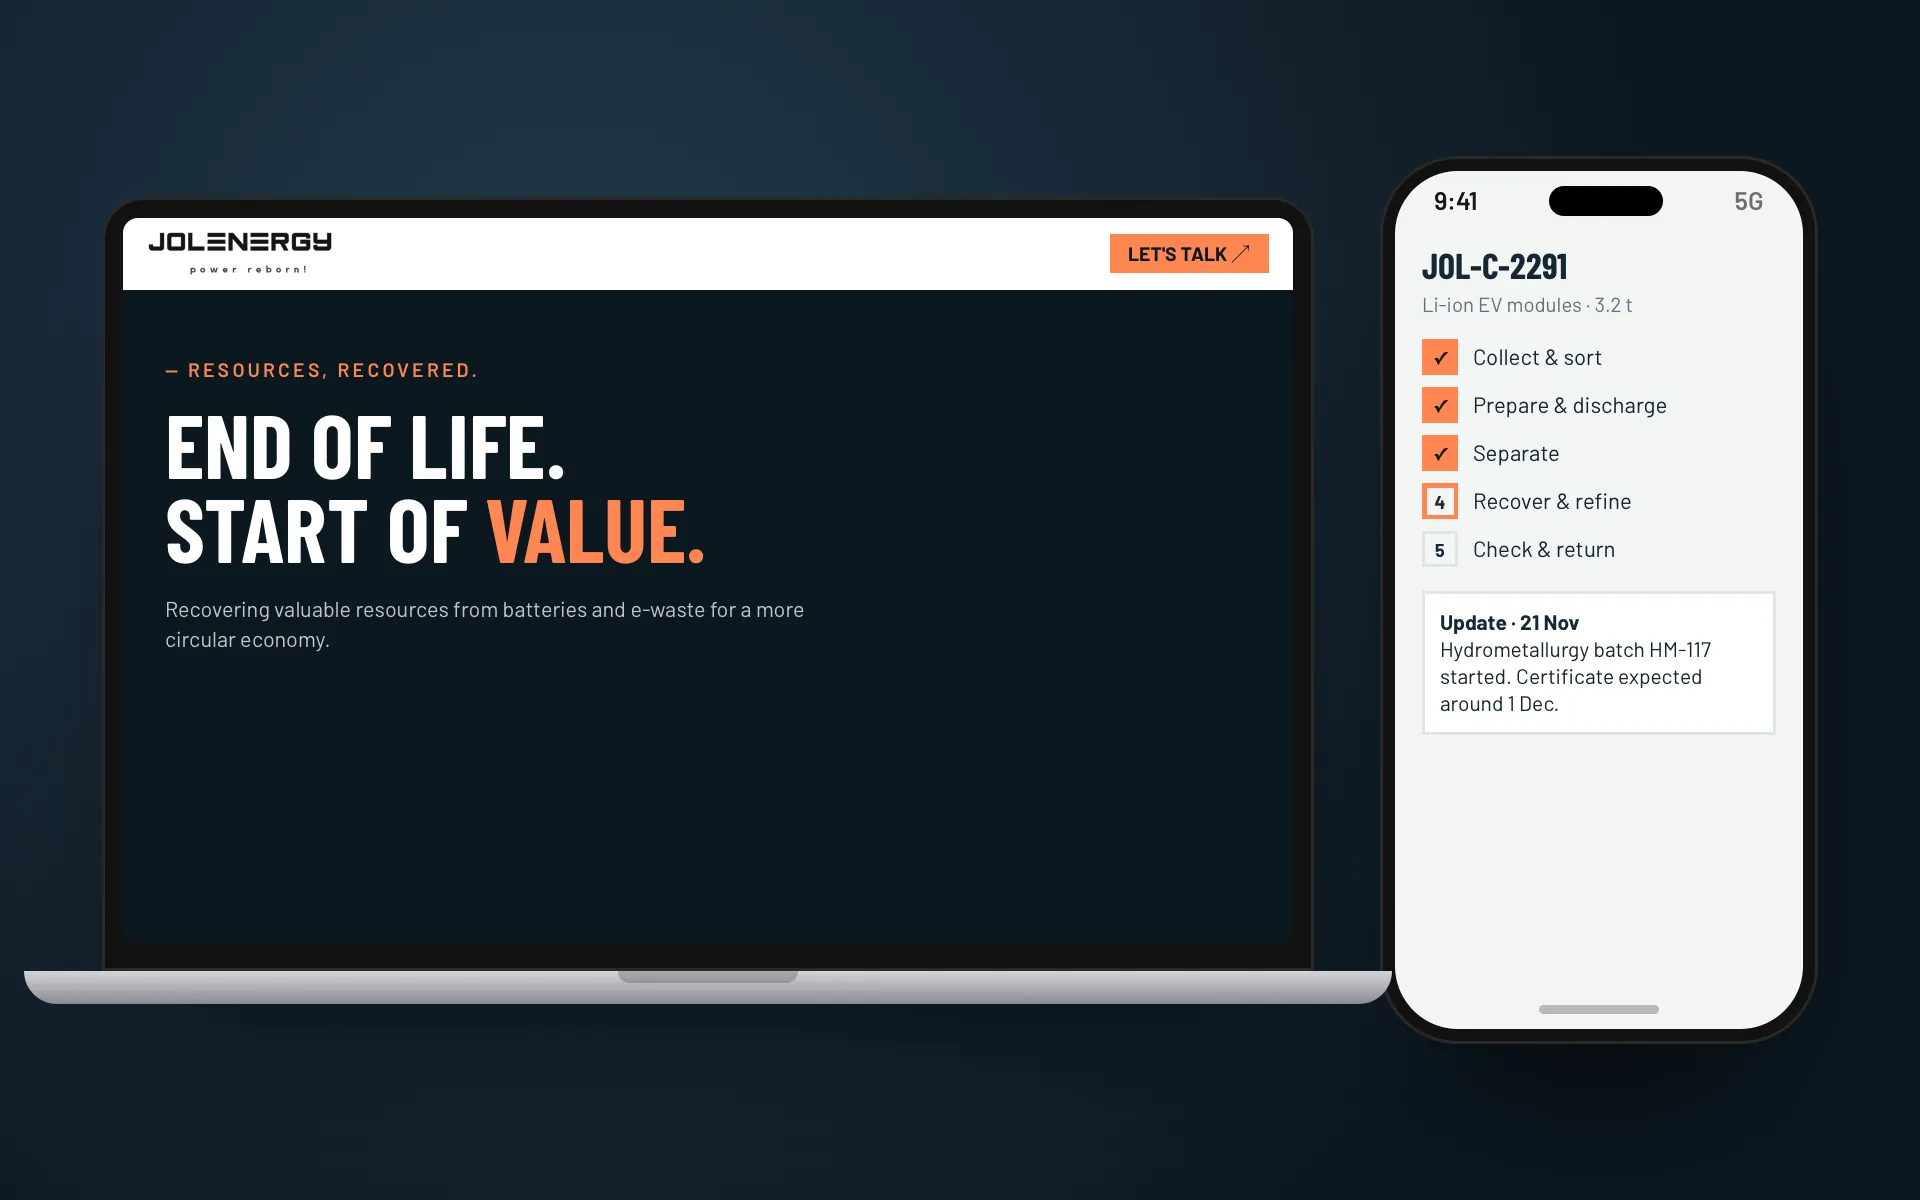 JOLENERGY
power reborn!
LET'S TALK ↗
— RESOURCES, RECOVERED.
END OF LIFE.
START OF VALUE.
Recovering valuable resources from batteries and e-waste for a more
circular economy.
9:41
5G
JOL-C-2291
Li-ion EV modules · 3.2 t
✓ Collect & sort
✓ Prepare & discharge
✓ Separate
4 Recover & refine
5 Check & return
Update · 21 Nov
Hydrometallurgy batch HM-117
started. Certificate expected
around 1 Dec.